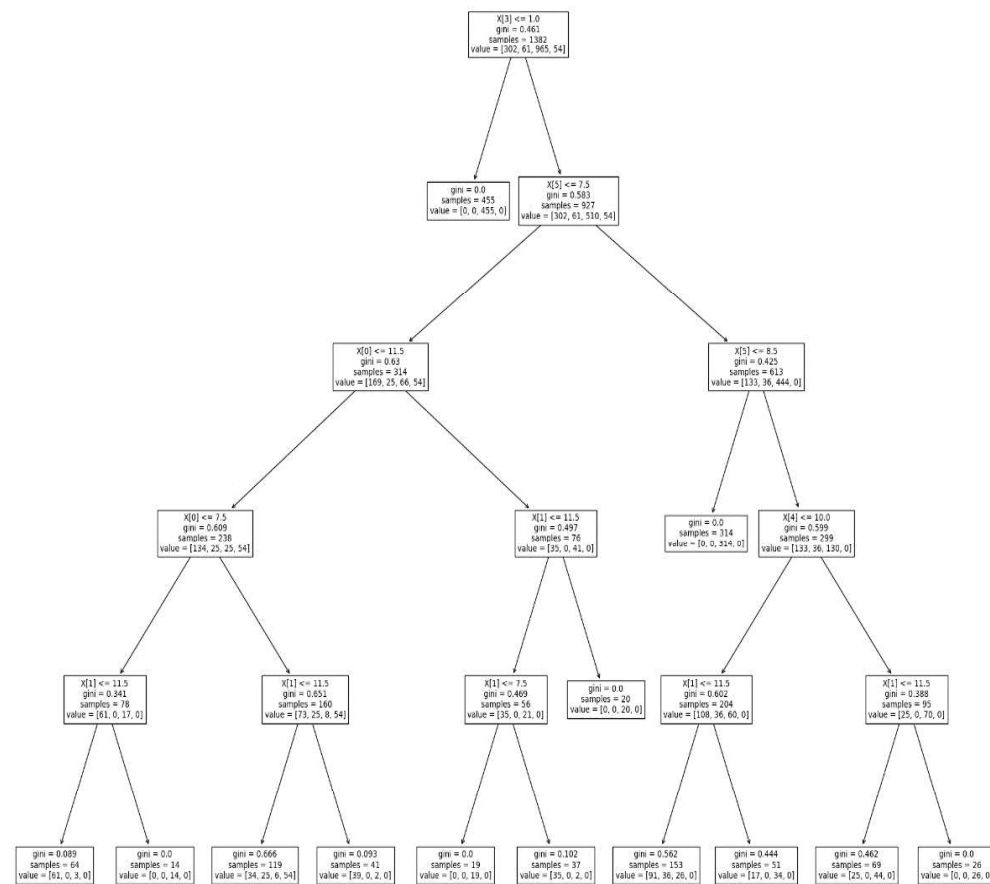 X[3] <= 1.0
gini = 0.461
samples = 1382
value = [302, 61, 965, 54]
gini = 0.0
samples = 455
value = [0, 0, 455, 0]
X[5] <= 7.5
gini = 0.583
samples = 927
value = [302, 61, 510, 54]
X[0] <= 11.5
gini = 0.63
samples = 314
value = [169, 25, 66, 54]
X[5] <= 8.5
gini = 0.425
samples = 613
value = [133, 36, 444, 0]
X[0] <= 7.5
gini = 0.609
samples = 238
value = [134, 25, 25, 54]
X[1] <= 11.5
gini = 0.497
samples = 76
value = [35, 0, 41, 0]
gini = 0.0
samples = 314
value = [0, 0, 314, 0]
X[4] <= 10.0
gini = 0.599
samples = 299
value = [133, 36, 130, 0]
X[1] <= 11.5
gini = 0.341
samples = 78
value = [61, 0, 17, 0]
X[1] <= 11.5
gini = 0.651
samples = 160
value = [73, 25, 8, 54]
X[1] <= 7.5
gini = 0.469
samples = 56
value = [35, 0, 21, 0]
gini = 0.0
samples = 20
value = [0, 0, 20, 0]
X[1] <= 11.5
gini = 0.602
samples = 204
value = [108, 36, 60, 0]
X[1] <= 11.5
gini = 0.388
samples = 95
value = [25, 0, 70, 0]
gini = 0.089
samples = 64
value = [61, 0, 3, 0]
gini = 0.0
samples = 14
value = [0, 0, 14, 0]
gini = 0.666
samples = 119
value = [34, 25, 6, 54]
gini = 0.093
samples = 41
value = [39, 0, 2, 0]
gini = 0.0
samples = 19
value = [0, 0, 19, 0]
gini = 0.102
samples = 37
value = [35, 0, 2, 0]
gini = 0.562
samples = 153
value = [91, 36, 26, 0]
gini = 0.444
samples = 51
value = [17, 0, 34, 0]
gini = 0.462
samples = 69
value = [25, 0, 44, 0]
gini = 0.0
samples = 26
value = [0, 0, 26, 0]